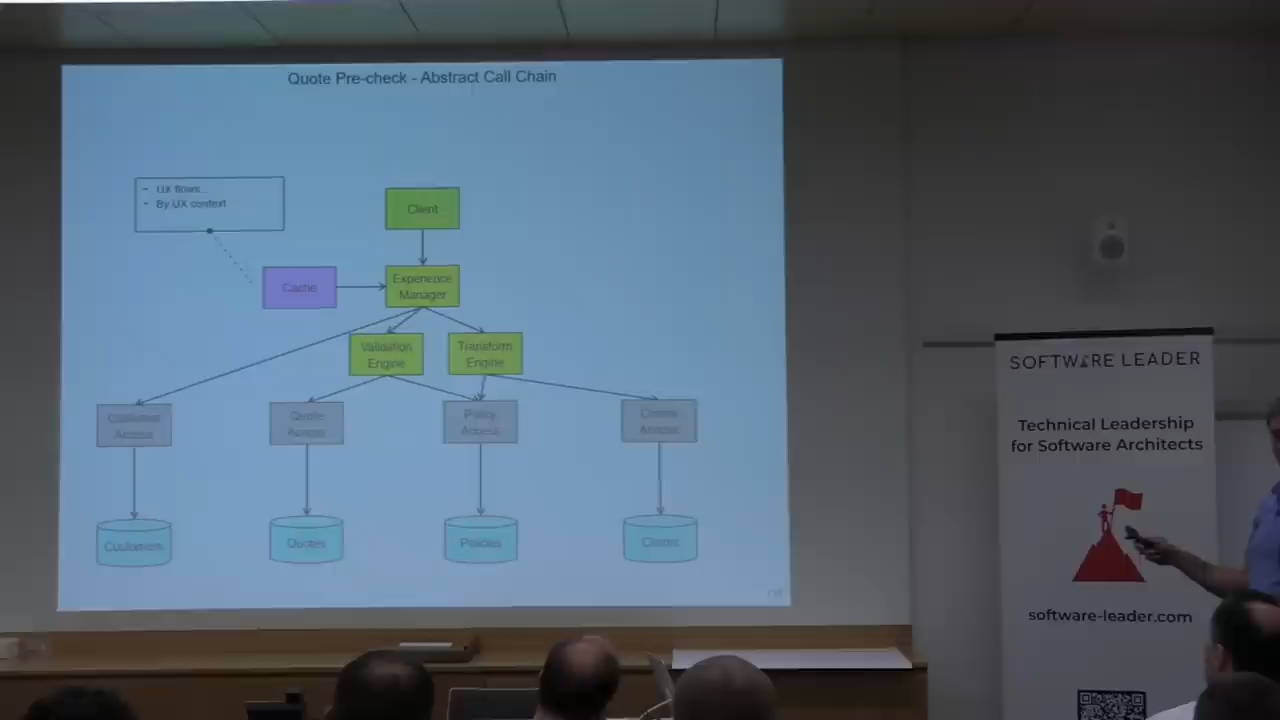 Quote Pre-check - Abstract Call Chain
- UX flows...
- By UX context
Client
Cache
Experience
Manager
Validation
Engine
Transform
Engine
Customer
Access
Quote
Access
Policy
Access
Claims
Access
Customers
Quotes
Policies
Claims
SOFTWARE LEADER
Technical Leadership
for Software Architects
software-leader.com